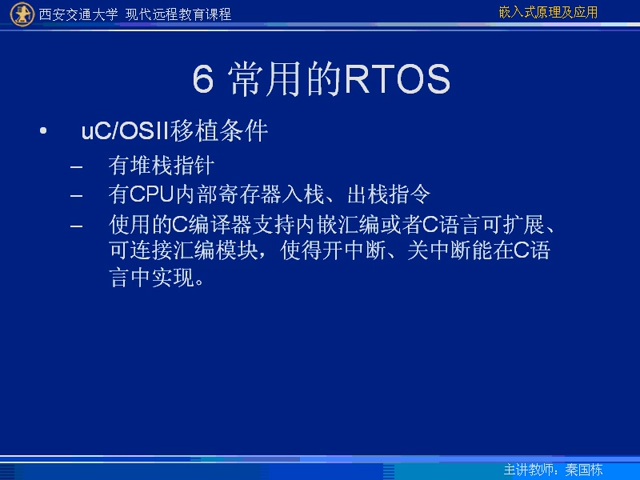 西安交通大学 现代远程教育课程
嵌入式原理及应用
6 常用的RTOS
• uC/OSII移植条件
– 有堆栈指针
– 有CPU内部寄存器入栈、出栈指令
– 使用的C编译器支持内嵌汇编或者C语言可扩展、
可连接汇编模块，使得开中断、关中断能在C语
言中实现。
主讲教师：秦国栋